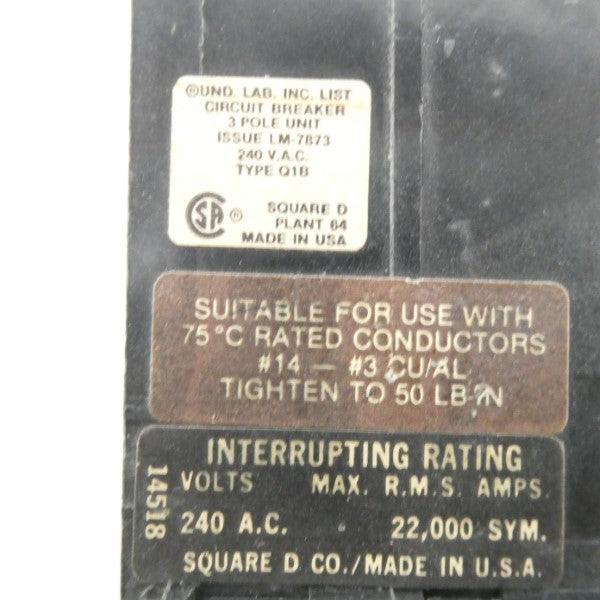 ®UND. LAB. INC. LIST
CIRCUIT BREAKER
3 POLE UNIT
ISSUE LM-7873
240 V.A.C.
TYPE Q1B
SA ® SQUARE D
PLANT 64
MADE IN USA
SUITABLE FOR USE WITH
75°C RATED CONDUCTORS
#14 — #3 CU/AL
TIGHTEN TO 50 LB-IN
INTERRUPTING RATING
VOLTS MAX. R.M.S. AMPS.
240 A.C. 22,000 SYM.
SQUARE D CO./MADE IN U.S.A.
14518